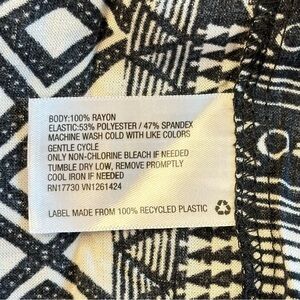 BODY:100% RAYON
ELASTIC:53% POLYESTER / 47% SPANDEX
MACHINE WASH COLD WITH LIKE COLORS
GENTLE CYCLE
ONLY NON-CHLORINE BLEACH IF NEEDED
TUMBLE DRY LOW, REMOVE PROMPTLY
COOL IRON IF NEEDED
RN17730 VN1261424
LABEL MADE FROM 100% RECYCLED PLASTIC